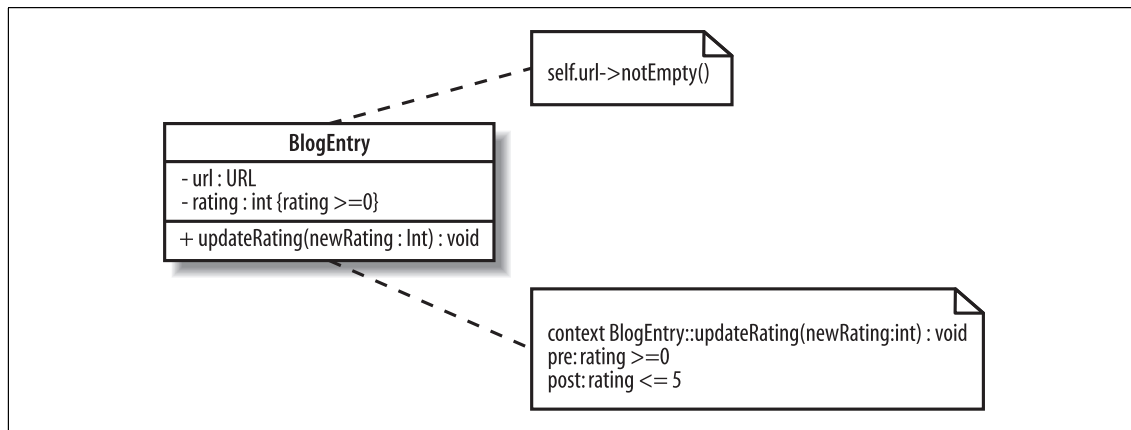 self.url->notEmpty()
BlogEntry
- url : URL
- rating : int {rating >=0}
+ updateRating(newRating : Int) : void
context BlogEntry::updateRating(newRating:int) : void
pre: rating >=0
post: rating <= 5